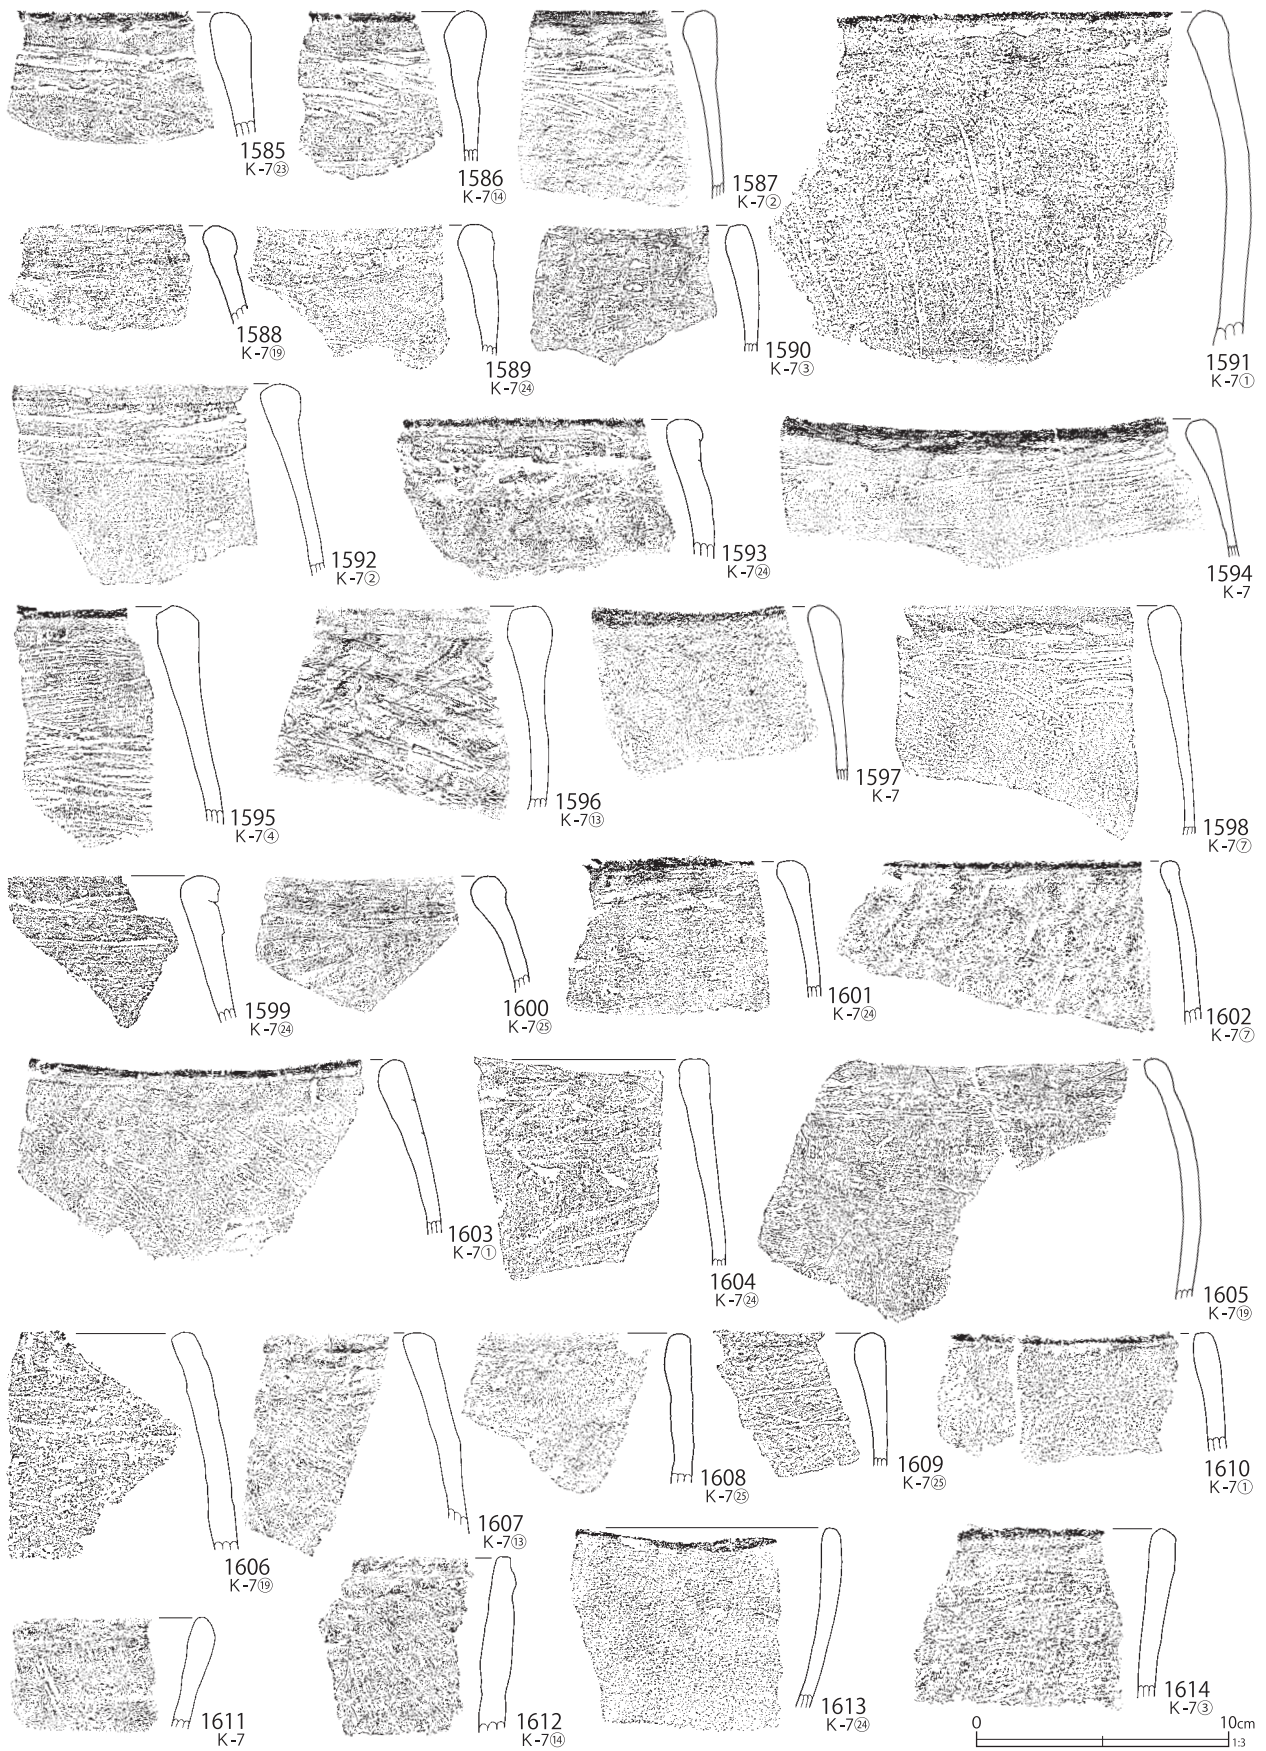 1585
K-7㉓
1586
K-7⑭
1587
K-7②
1588
K-7⑲
1589
K-7㉔
1590
K-7③
1591
K-7①
1592
K-7②
1593
K-7㉔
1594
K-7
1595
K-7④
1596
K-7⑬
1597
K-7
1598
K-7⑦
1599
K-7㉔
1600
K-7㉕
1601
K-7㉔
1602
K-7⑦
1603
K-7①
1604
K-7㉔
1605
K-7⑲
1606
K-7⑲
1607
K-7⑬
1608
K-7㉕
1609
K-7㉕
1610
K-7①
1611
K-7
1612
K-7⑭
1613
K-7㉔
1614
K-7③
0 10cm
1:3